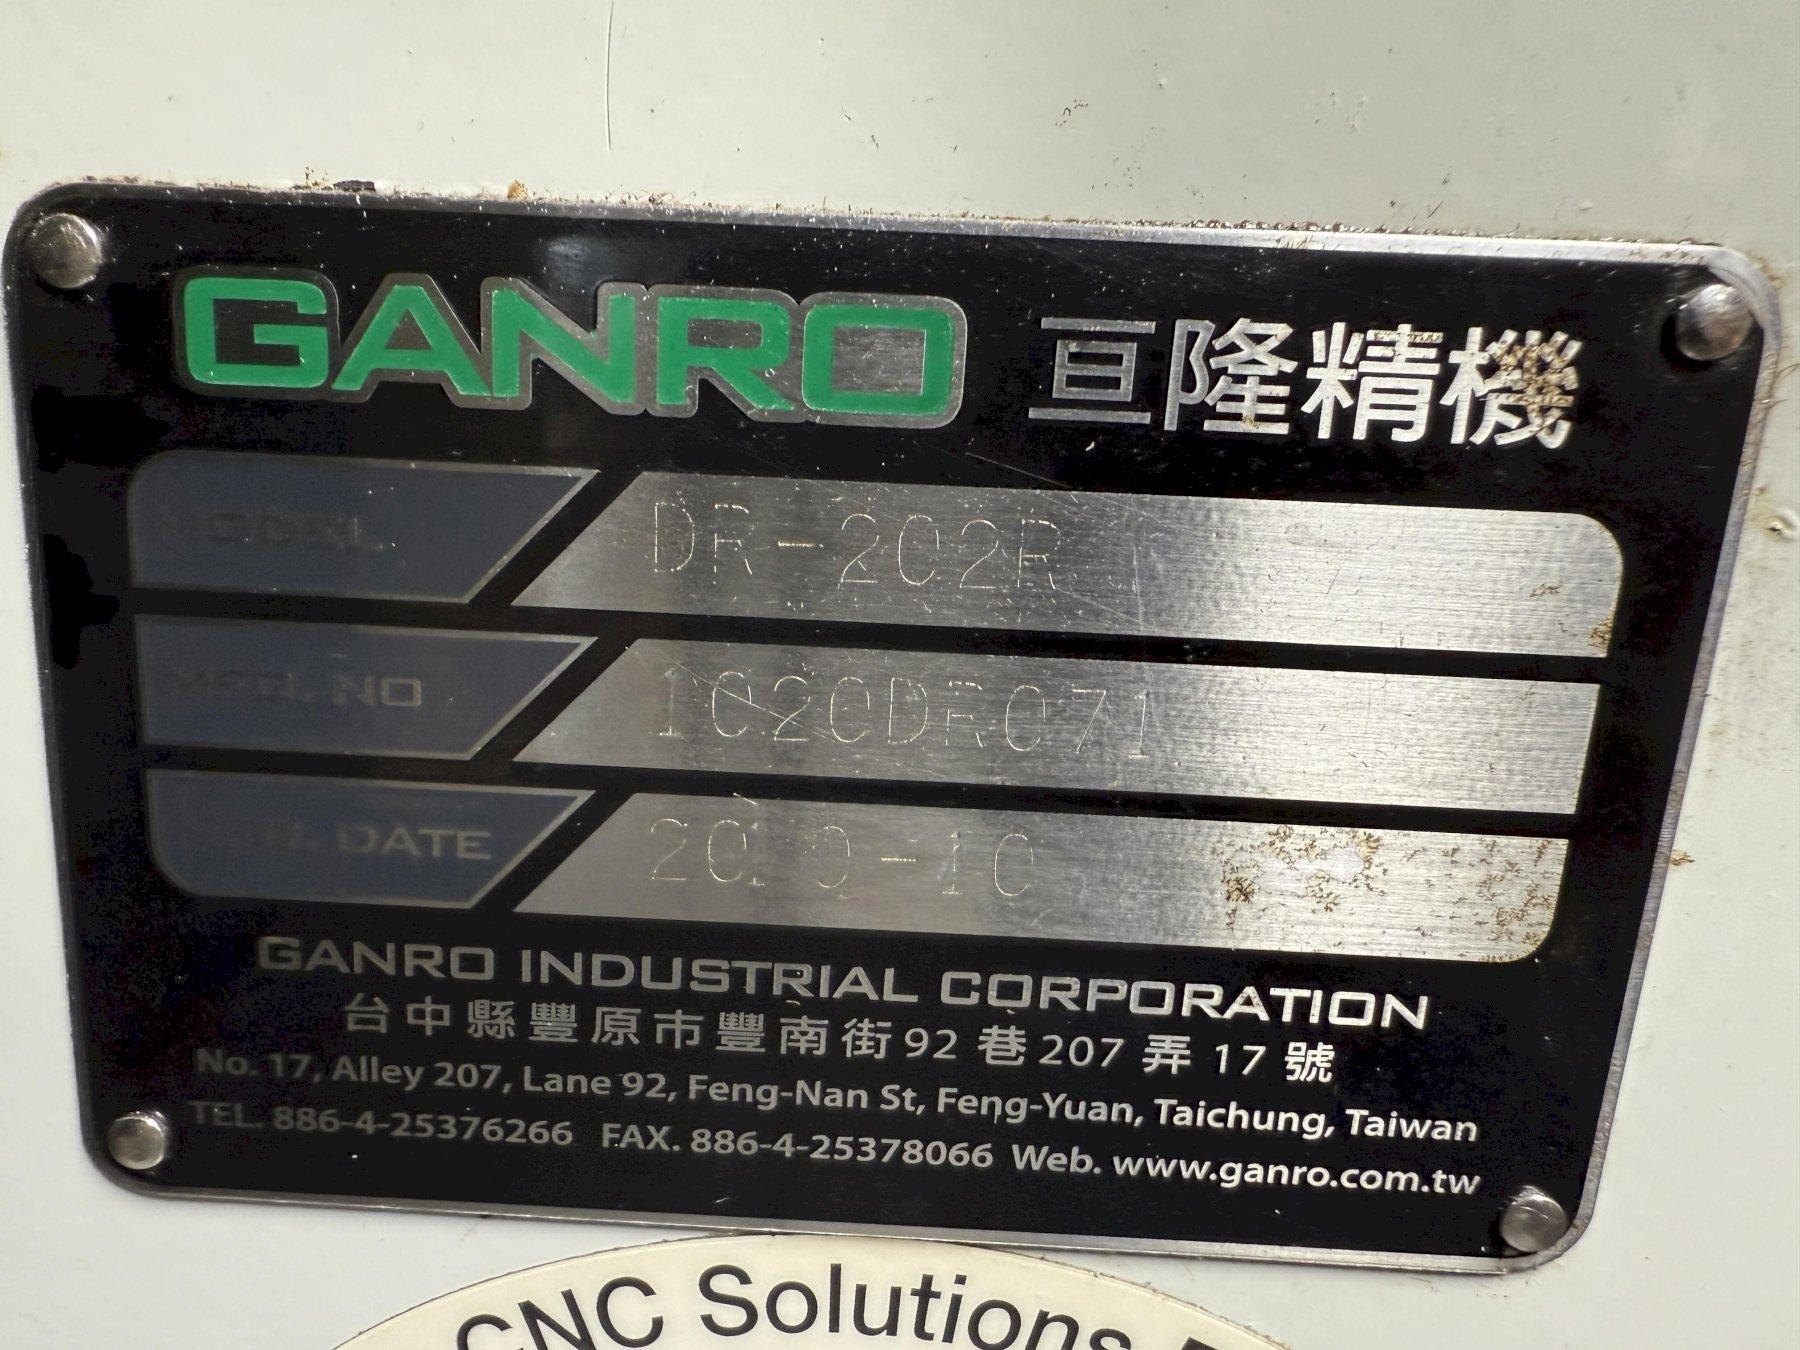 GANRO 亘隆精機
MODEL DR-202R
MFG. NO 1020DR071
MFG. DATE 2010-10
GANRO INDUSTRIAL CORPORATION
台中縣豐原市豐南街92巷207弄17號
No. 17, Alley 207, Lane 92, Feng-Nan St, Feng-Yuan, Taichung, Taiwan
TEL. 886-4-25376266 FAX. 886-4-25378066 Web. www.ganro.com.tw
CNC Solutions